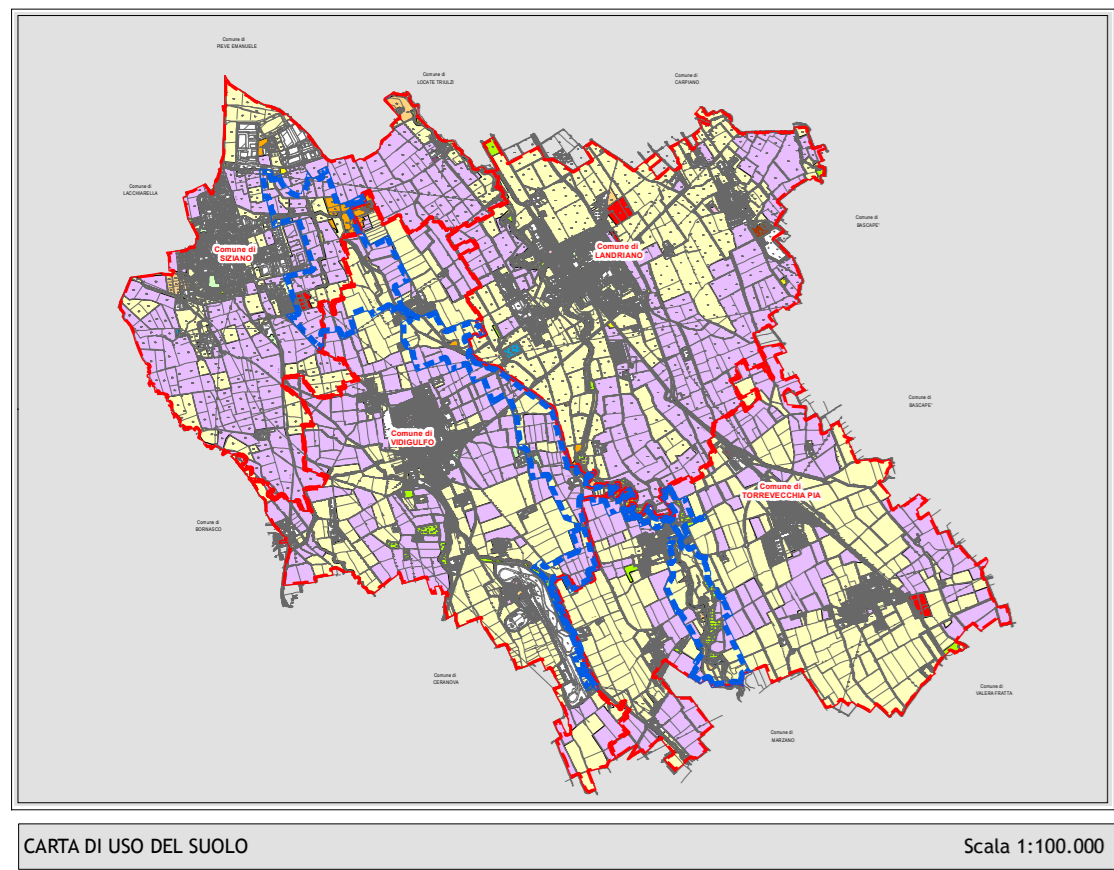 Comune di
PIEVE EMANUELE
Comune di
LOCATE TRIULZI
Comune di
CARPIANO
Comune di
LACCHIARELLA
Comune di
BASCAPE'
Comune di
SIZIANO
Comune di
LANDRIANO
Comune di
BASCAPE'
Comune di
VIDIGULFO
Comune di
TORREVECCHIA PIA
Comune di
BORNASCO
Comune di
CERANOVA
Comune di
VALERA FRATTA
Comune di
MARZANO
CARTA DI USO DEL SUOLO
Scala 1:100.000